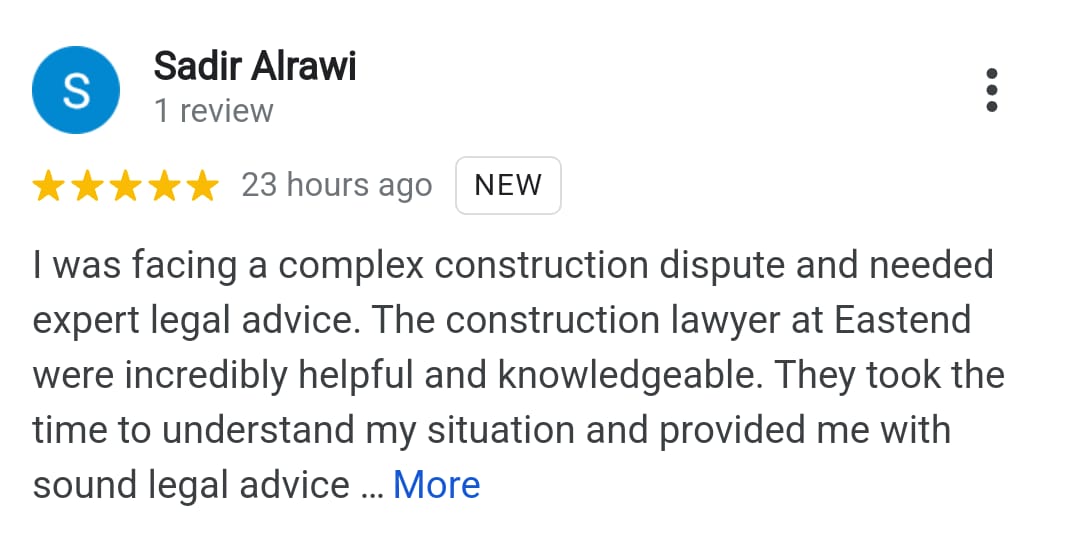 S
Sadir Alrawi
1 review
23 hours ago NEW
I was facing a complex construction dispute and needed
expert legal advice. The construction lawyer at Eastend
were incredibly helpful and knowledgeable. They took the
time to understand my situation and provided me with
sound legal advice ... More